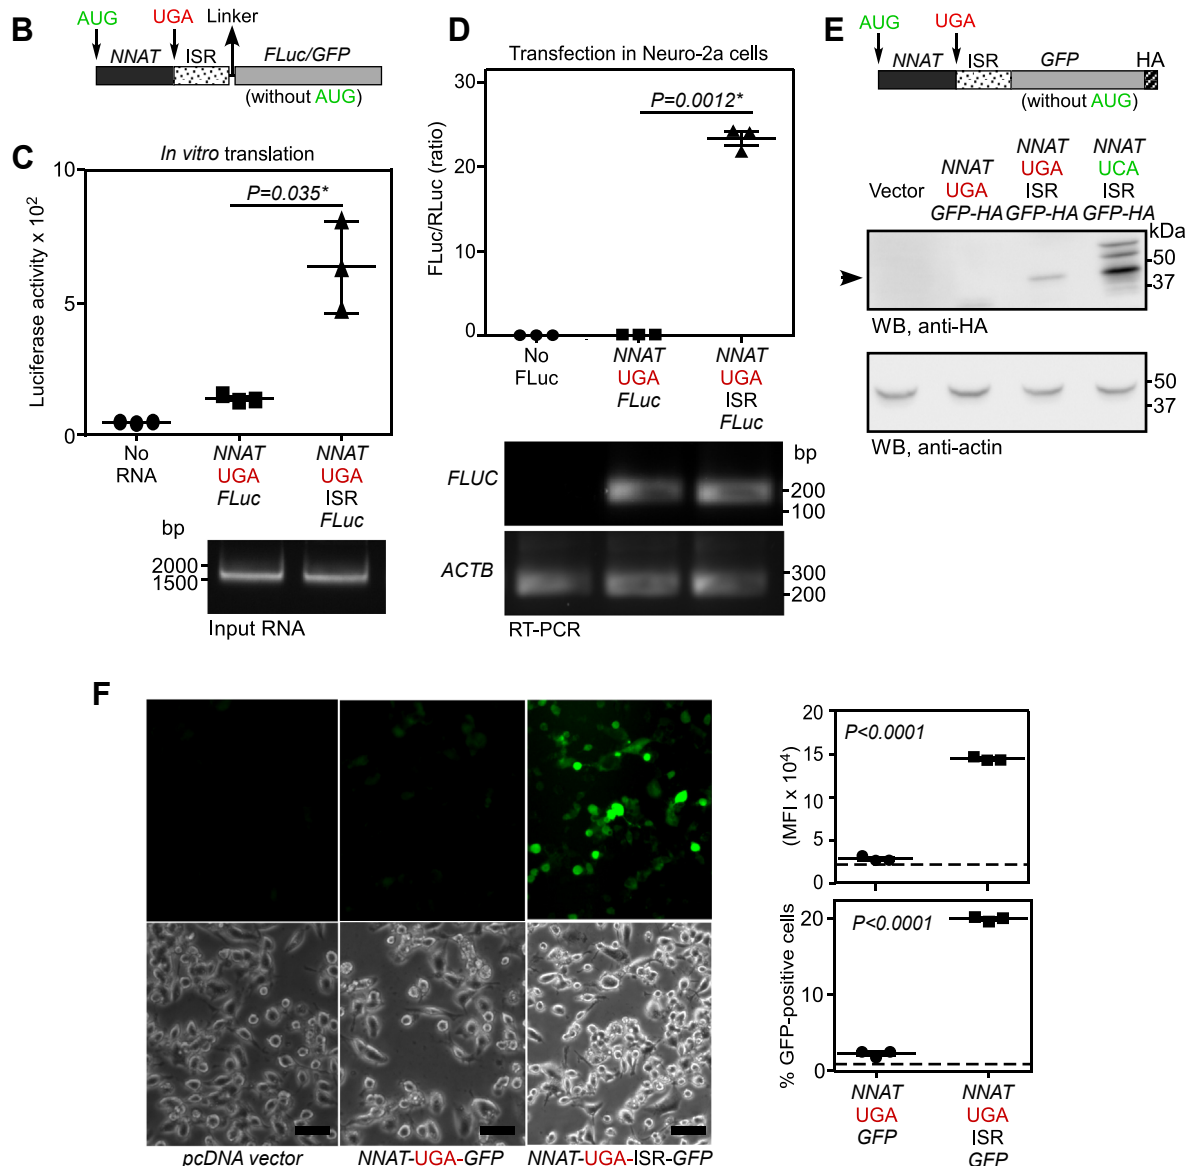 B
AUG
UGA
Linker
NNAT
ISR
FLuc/GFP
(without AUG)
C
In vitro translation
Luciferase activity x 10²
10
5
0
P=0.035*
No
RNA
NNAT
UGA
FLuc
NNAT
UGA
ISR
FLuc
bp
2000
1500
Input RNA
D
Transfection in Neuro-2a cells
FLuc/RLuc (ratio)
30
20
10
0
P=0.0012*
No
FLuc
NNAT
UGA
FLuc
NNAT
UGA
ISR
FLuc
bp
FLUC
200
100
ACTB
300
200
RT-PCR
E
AUG
UGA
HA
NNAT
ISR
GFP
(without AUG)
Vector
NNAT
UGA
GFP-HA
NNAT
UGA
ISR
GFP-HA
NNAT
UCA
ISR
GFP-HA
kDa
50
37
WB, anti-HA
50
37
WB, anti-actin
F
pcDNA vector
NNAT-UGA-GFP
NNAT-UGA-ISR-GFP
(MFI x 10⁴)
20
15
10
5
0
P<0.0001
% GFP-positive cells
20
10
0
P<0.0001
NNAT
UGA
GFP
NNAT
UGA
ISR
GFP